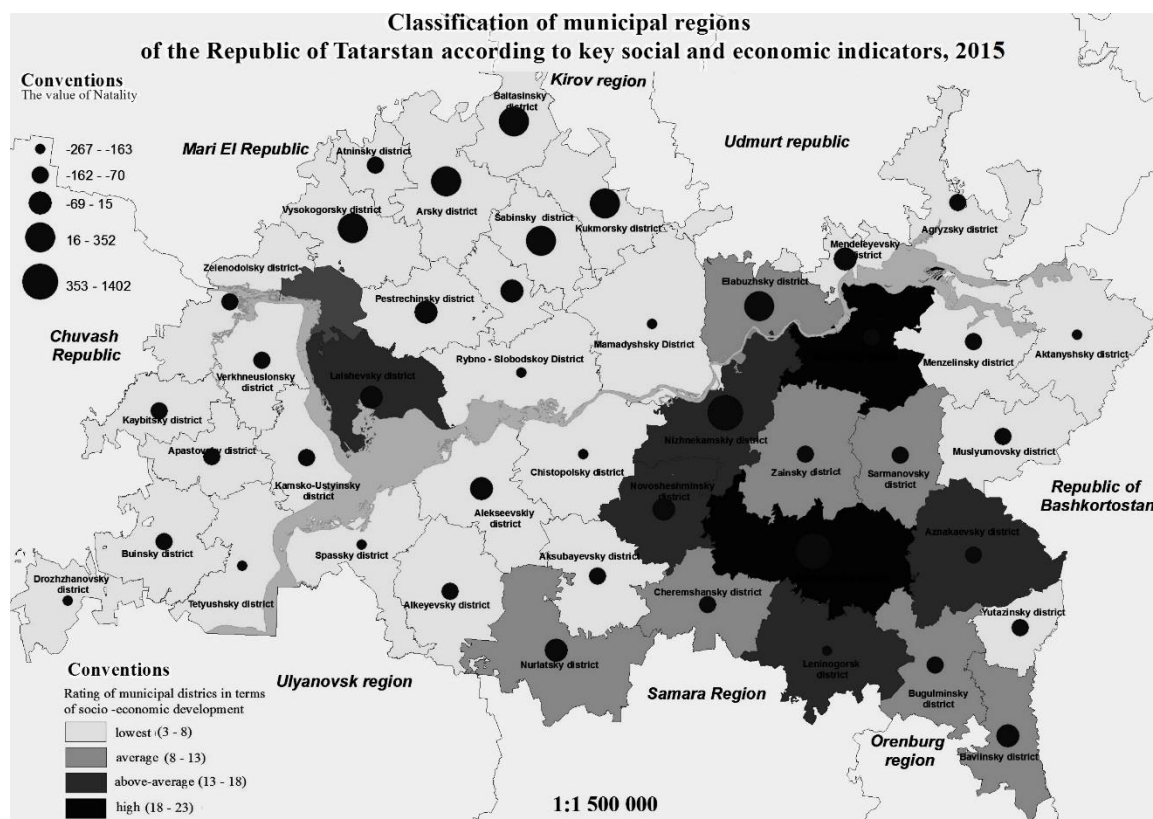 Classification of municipal regions
of the Republic of Tatarstan according to key social and economic indicators, 2015
Conventions
The value of Natality
-267 - -163
-162 - -70
-69 - 15
16 - 352
353 - 1402
Kirov region
Mari El Republic
Udmurt republic
Chuvash
Republic
Baltasinsky
district
Atninsky district
Arsky district
Vysokogorsky district
Sabinsky district
Kukmorsky district
Agryzsky district
Mendeleyevsky
district
Zelenodolsky district
Pestrechinsky district
Elabuzhsky district
Mamadyshsky District
Menzelinsky district
Aktanyshsky district
Rybno - Slobodskoy District
Verkhneuslonsky
district
Laishevsky district
Kaybitsky district
Nizhnekamskiy district
Muslyumovsky district
Apastovsky district
Zainsky district
Sarmanovsky
district
Chistopolsky district
Kamsko-Ustyinsky
district
Novosheshminsky
district
Republic of
Bashkortostan
Alekseevskiy
district
Aznakaevsky district
Buinsky district
Spassky district
Aksubayevsky district
Drozhzhanovsky
district
Tetyushsky district
Alkeyevsky district
Cheremshansky district
Yutazinsky district
Nurlatsky district
Leninogorsk
district
Bugulminsky
district
Ulyanovsk region
Samara Region
Orenburg
region
Bavlinsky district
Conventions
Rating of municipal districs in terms
of socio -economic development
lowest (3 - 8)
average (8 - 13)
above-average (13 - 18)
high (18 - 23)
1:1 500 000